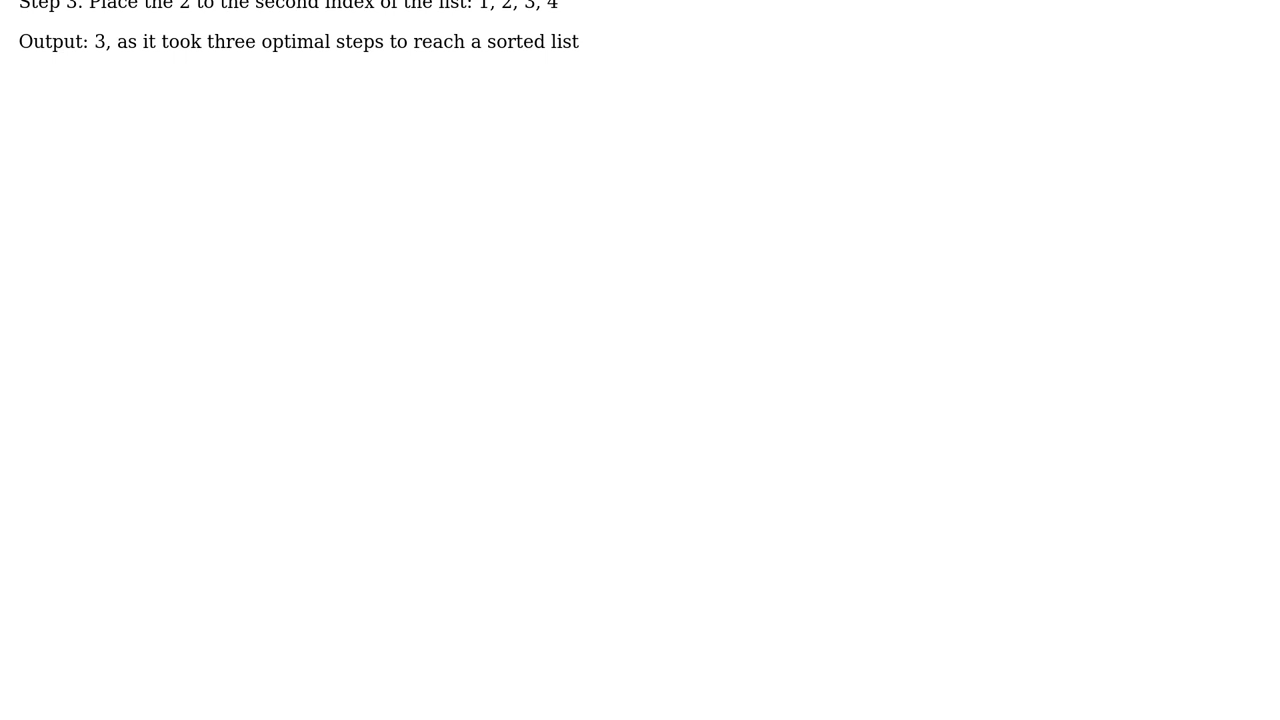 Step 3: Place the 2 to the second index of the list: 1, 2, 3, 4
Output: 3, as it took three optimal steps to reach a sorted list